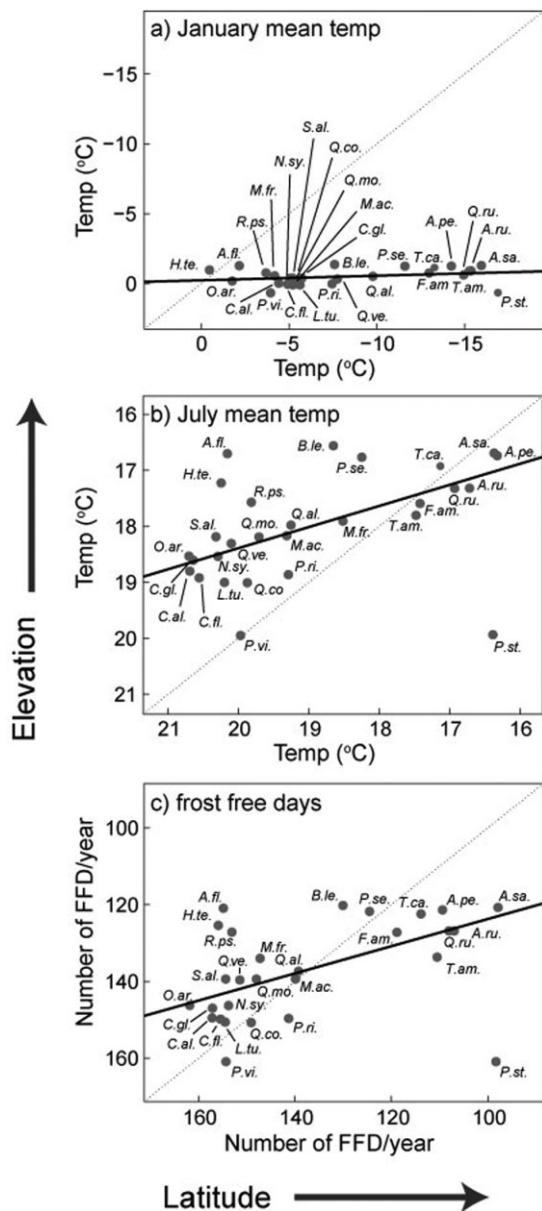 a) January mean temp
−15
−10
−5
0
Temp (°C)
S.al.
Q.co.
N.sy.
Q.mo.
M.fr.
M.ac.
C.gl.
R.ps.
A.fl.
H.te.
O.ar.
C.al.
P.vi.
C.fl.
L.tu.
B.le.
P.ri.
Q.al.
Q.ve.
P.se.
T.ca.
A.pe.
Q.ru.
A.ru.
A.sa.
F.am
T.am.
P.st.
0 −5 −10 −15
Temp (°C)
b) July mean temp
16
17
18
19
20
21
Temp (°C)
A.fl.
B.le.
P.se.
T.ca.
A.sa.
A.pe.
H.te.
R.ps.
A.ru.
Q.ru.
F.am.
T.am.
S.al.
Q.mo.
Q.al.
M.fr.
O.ar.
Q.ve.
M.ac.
C.gl.
N.sy.
P.ri.
C.al.
C.fl.
L.tu.
Q.co
P.vi.
P.st.
21 20 19 18 17 16
Temp (°C)
c) frost free days
100
120
140
160
Number of FFD/year
A.fl.
H.te.
R.ps.
B.le.
P.se.
T.ca.
A.pe.
A.sa.
F.am.
Q.ru.
A.ru.
T.am.
Q.ve.
M.fr.
Q.al.
S.al.
Q.mo.
M.ac.
O.ar.
C.gl.
N.sy.
C.al.
C.fl.
L.tu.
Q.co.
P.ri.
P.vi.
P.st.
160 140 120 100
Number of FFD/year
Elevation
Latitude